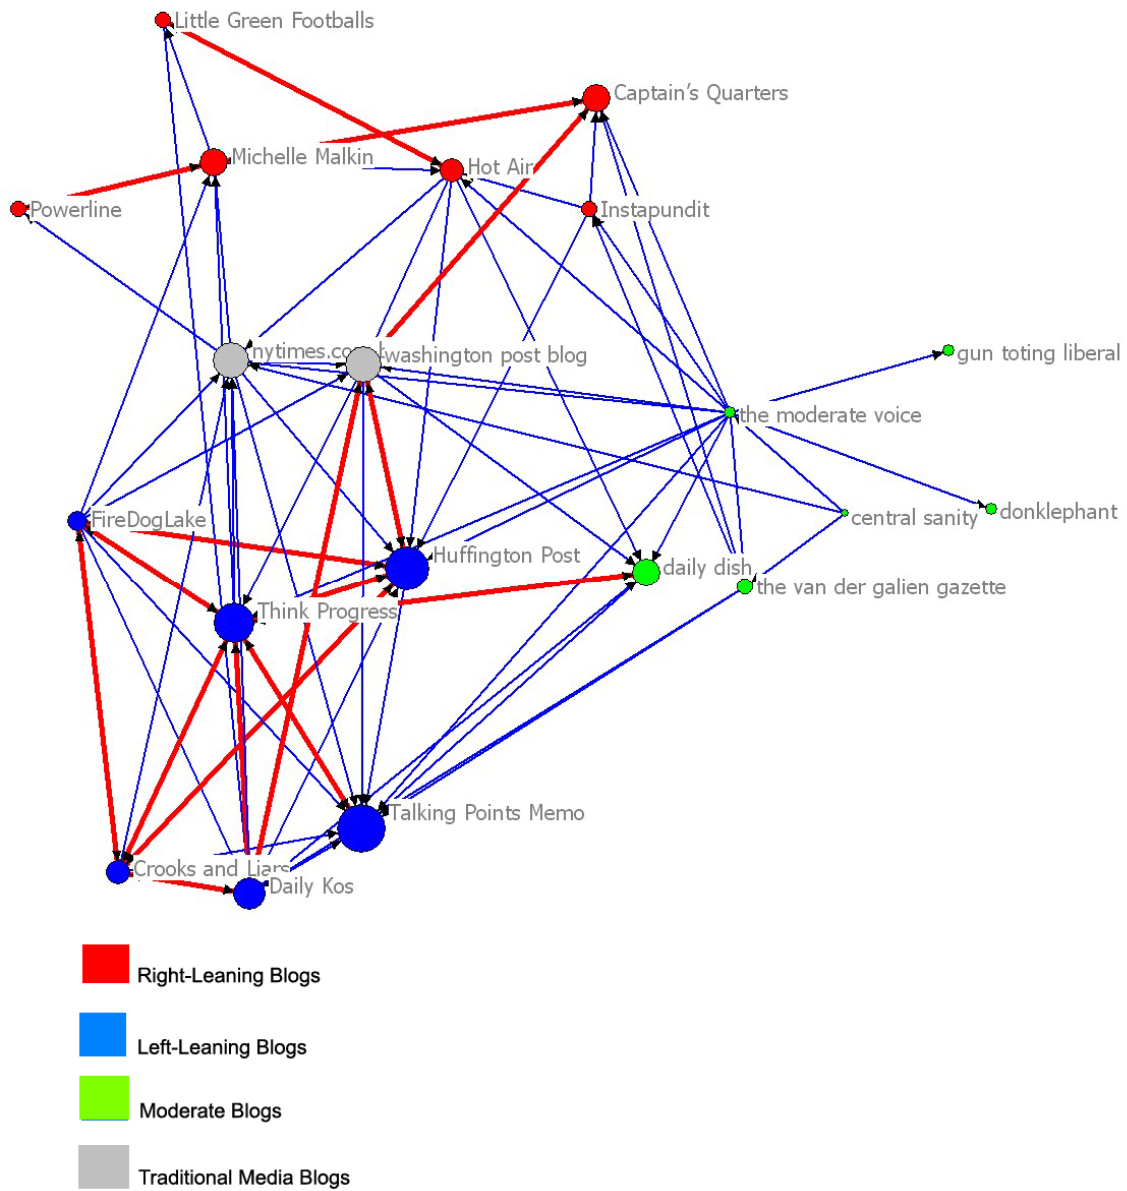 Little Green Footballs
Captain's Quarters
Michelle Malkin
Hot Air
Powerline
Instapundit
nytimes.co
washington post blog
gun toting liberal
the moderate voice
FireDogLake
central sanity
donklephant
Huffington Post
daily dish
the van der galien gazette
Think Progress
Talking Points Memo
Crooks and Liars
Daily Kos
Right-Leaning Blogs
Left-Leaning Blogs
Moderate Blogs
Traditional Media Blogs